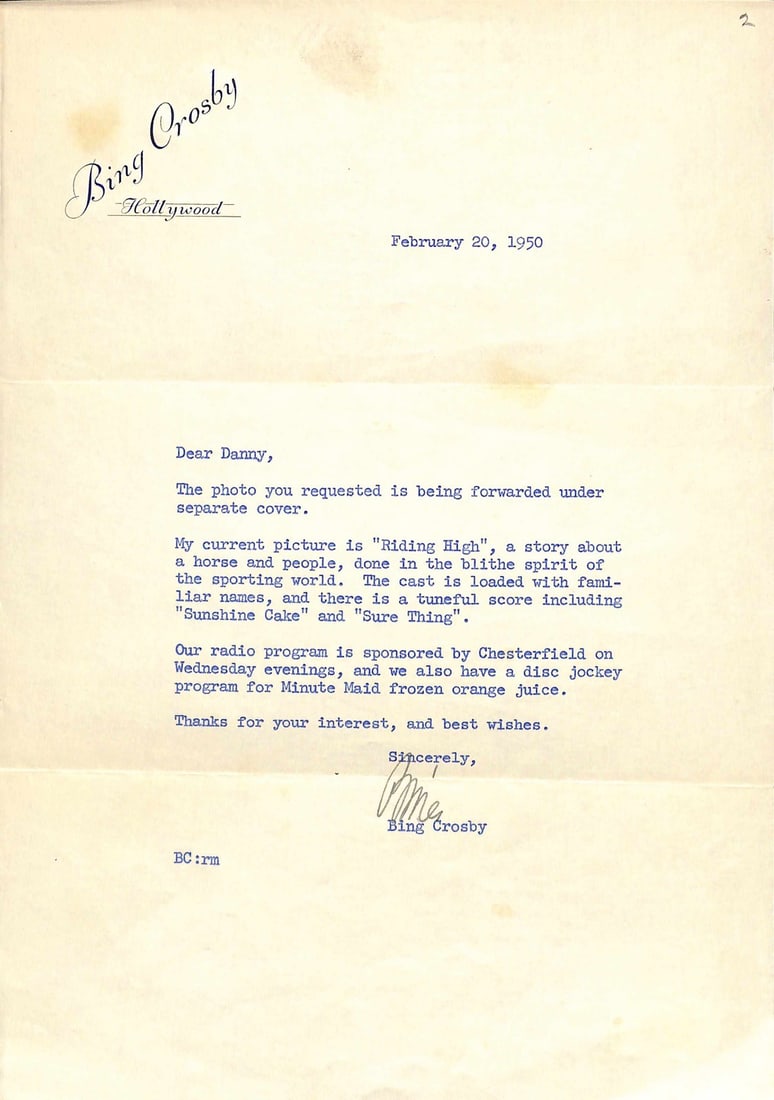 2
Bing Crosby
Hollywood
February 20, 1950
Dear Danny,
The photo you requested is being forwarded under
separate cover.
My current picture is "Riding High", a story about
a horse and people, done in the blithe spirit of
the sporting world.  The cast is loaded with fami-
liar names, and there is a tuneful score including
"Sunshine Cake" and "Sure Thing".
Our radio program is sponsored by Chesterfield on
Wednesday evenings, and we also have a disc jockey
program for Minute Maid frozen orange juice.
Thanks for your interest, and best wishes.
Sincerely,
Bing Crosby
BC:rm